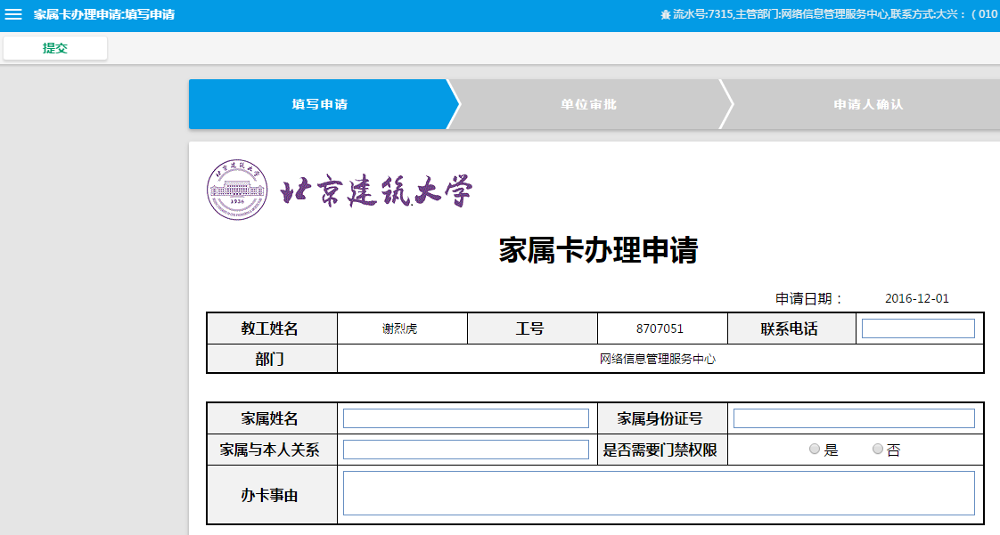 家属卡办理申请:填写申请
流水号:7315,主管部门:网络信息管理服务中心,联系方式:大兴：（010
提交
填写申请
单位审批
申请人确认
北京建筑大学
1936
北京建筑大学
家属卡办理申请
申请日期： 2016-12-01
教工姓名 谢烈虎 工号 8707051 联系电话
部门 网络信息管理服务中心
家属姓名 家属身份证号
家属与本人关系 是否需要门禁权限 是 否
办卡事由